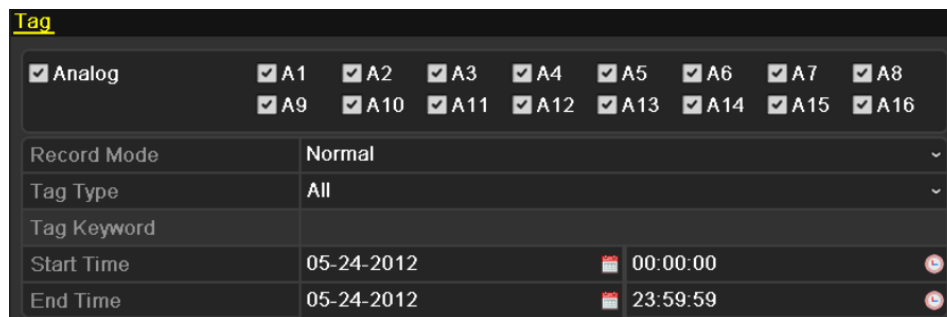 Tag
Analog A1 A2 A3 A4 A5 A6 A7 A8
A9 A10 A11 A12 A13 A14 A15 A16
Record Mode Normal
Tag Type All
Tag Keyword
Start Time 05-24-2012 00:00:00
End Time 05-24-2012 23:59:59